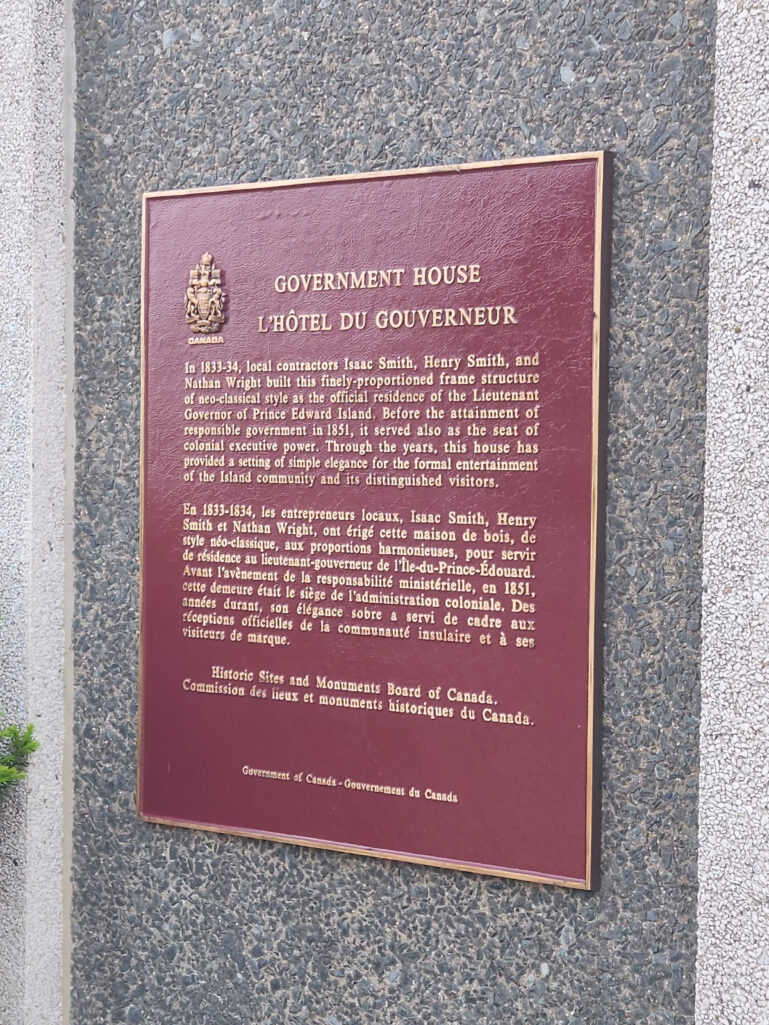 CANADA
GOVERNMENT HOUSE
L'HÔTEL DU GOUVERNEUR
In 1833-34, local contractors Isaac Smith, Henry Smith, and
Nathan Wright built this finely-proportioned frame structure
of neo-classical style as the official residence of the Lieutenant
Governor of Prince Edward Island. Before the attainment of
responsible government in 1851, it served also as the seat of
colonial executive power. Through the years, this house has
provided a setting of simple elegance for the formal entertainment
of the Island community and its distinguished visitors.
En 1833-1834, les entrepreneurs locaux, Isaac Smith, Henry
Smith et Nathan Wright, ont érigé cette maison de bois, de
style néo-classique, aux proportions harmonieuses, pour servir
de résidence au lieutenant-gouverneur de l'Île-du-Prince-Édouard.
Avant l'avènement de la responsabilité ministérielle, en 1851,
cette demeure était le siège de l'administration coloniale. Des
années durant, son élégance sobre a servi de cadre aux
réceptions officielles de la communauté insulaire et à ses
visiteurs de marque.
Historic Sites and Monuments Board of Canada.
Commission des lieux et monuments historiques du Canada.
Government of Canada - Gouvernement du Canada